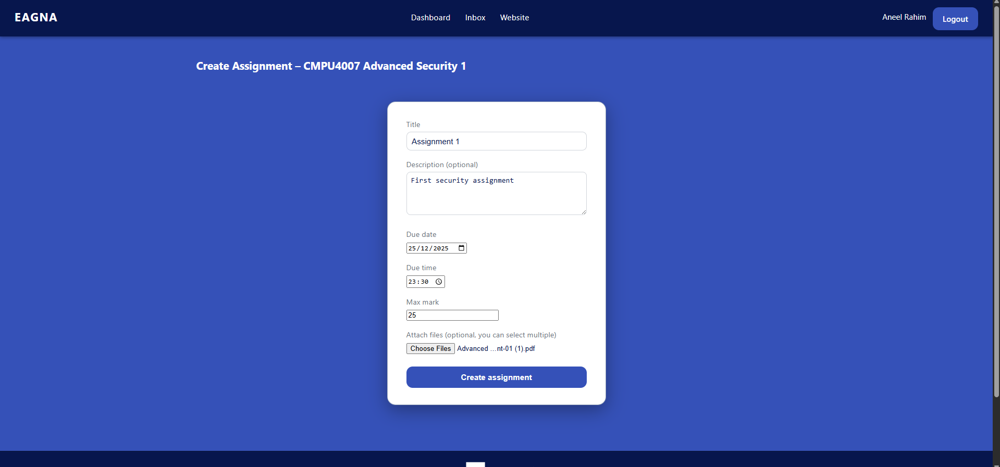 EAGNA
Dashboard Inbox Website
Aneel Rahim Logout
Create Assignment – CMPU4007 Advanced Security 1
Title
Assignment 1
Description (optional)
First security assignment
Due date
25/12/2025
Due time
23:30
Max mark
25
Attach files (optional, you can select multiple)
Choose Files Advanced ...nt-01 (1).pdf
Create assignment